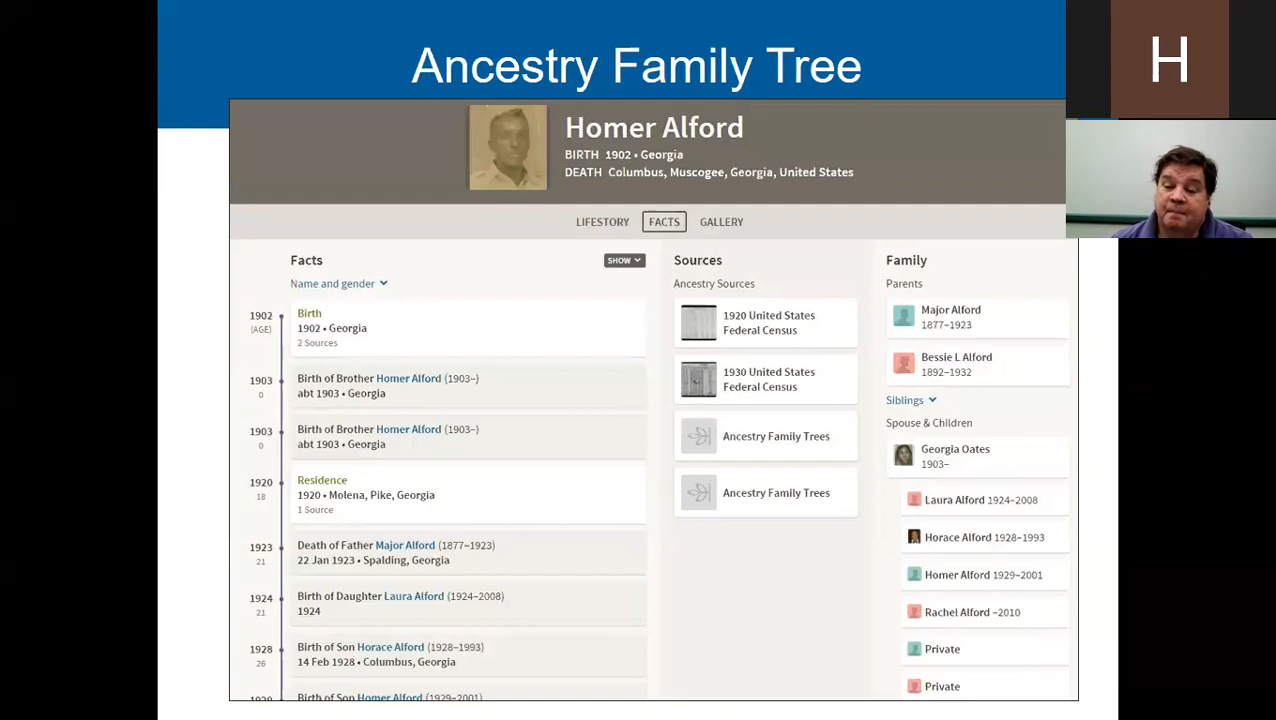 Ancestry Family Tree
H
Homer Alford
BIRTH 1902 • Georgia
DEATH Columbus, Muscogee, Georgia, United States
LIFESTORY FACTS GALLERY
Facts
SHOW
Name and gender
1902
(AGE)
Birth
1902 • Georgia
2 Sources
1903
0
Birth of Brother Homer Alford (1903–)
abt 1903 • Georgia
1903
0
Birth of Brother Homer Alford (1903–)
abt 1903 • Georgia
1920
18
Residence
1920 • Molena, Pike, Georgia
1 Source
1923
21
Death of Father Major Alford (1877–1923)
22 Jan 1923 • Spalding, Georgia
1924
21
Birth of Daughter Laura Alford (1924–2008)
1924
1928
26
Birth of Son Horace Alford (1928–1993)
14 Feb 1928 • Columbus, Georgia
1929
Birth of Son Homer Alford (1929–2001)
Sources
Ancestry Sources
1920 United States
Federal Census
1930 United States
Federal Census
Ancestry Family Trees
Ancestry Family Trees
Family
Parents
Major Alford
1877–1923
Bessie L Alford
1892–1932
Siblings
Spouse & Children
Georgia Oates
1903–
Laura Alford 1924–2008
Horace Alford 1928–1993
Homer Alford 1929–2001
Rachel Alford –2010
Private
Private